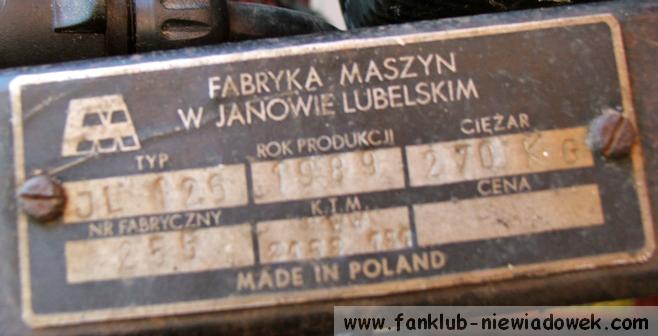 FABRYKA MASZYN
W JANOWIE LUBELSKIM
TYP ROK PRODUKCJI CIĘŻAR
JL 126 1989 270 KG
NR FABRYCZNY K.T.M. CENA
255
MADE IN POLAND
www.fanklub-niewiadowek.com